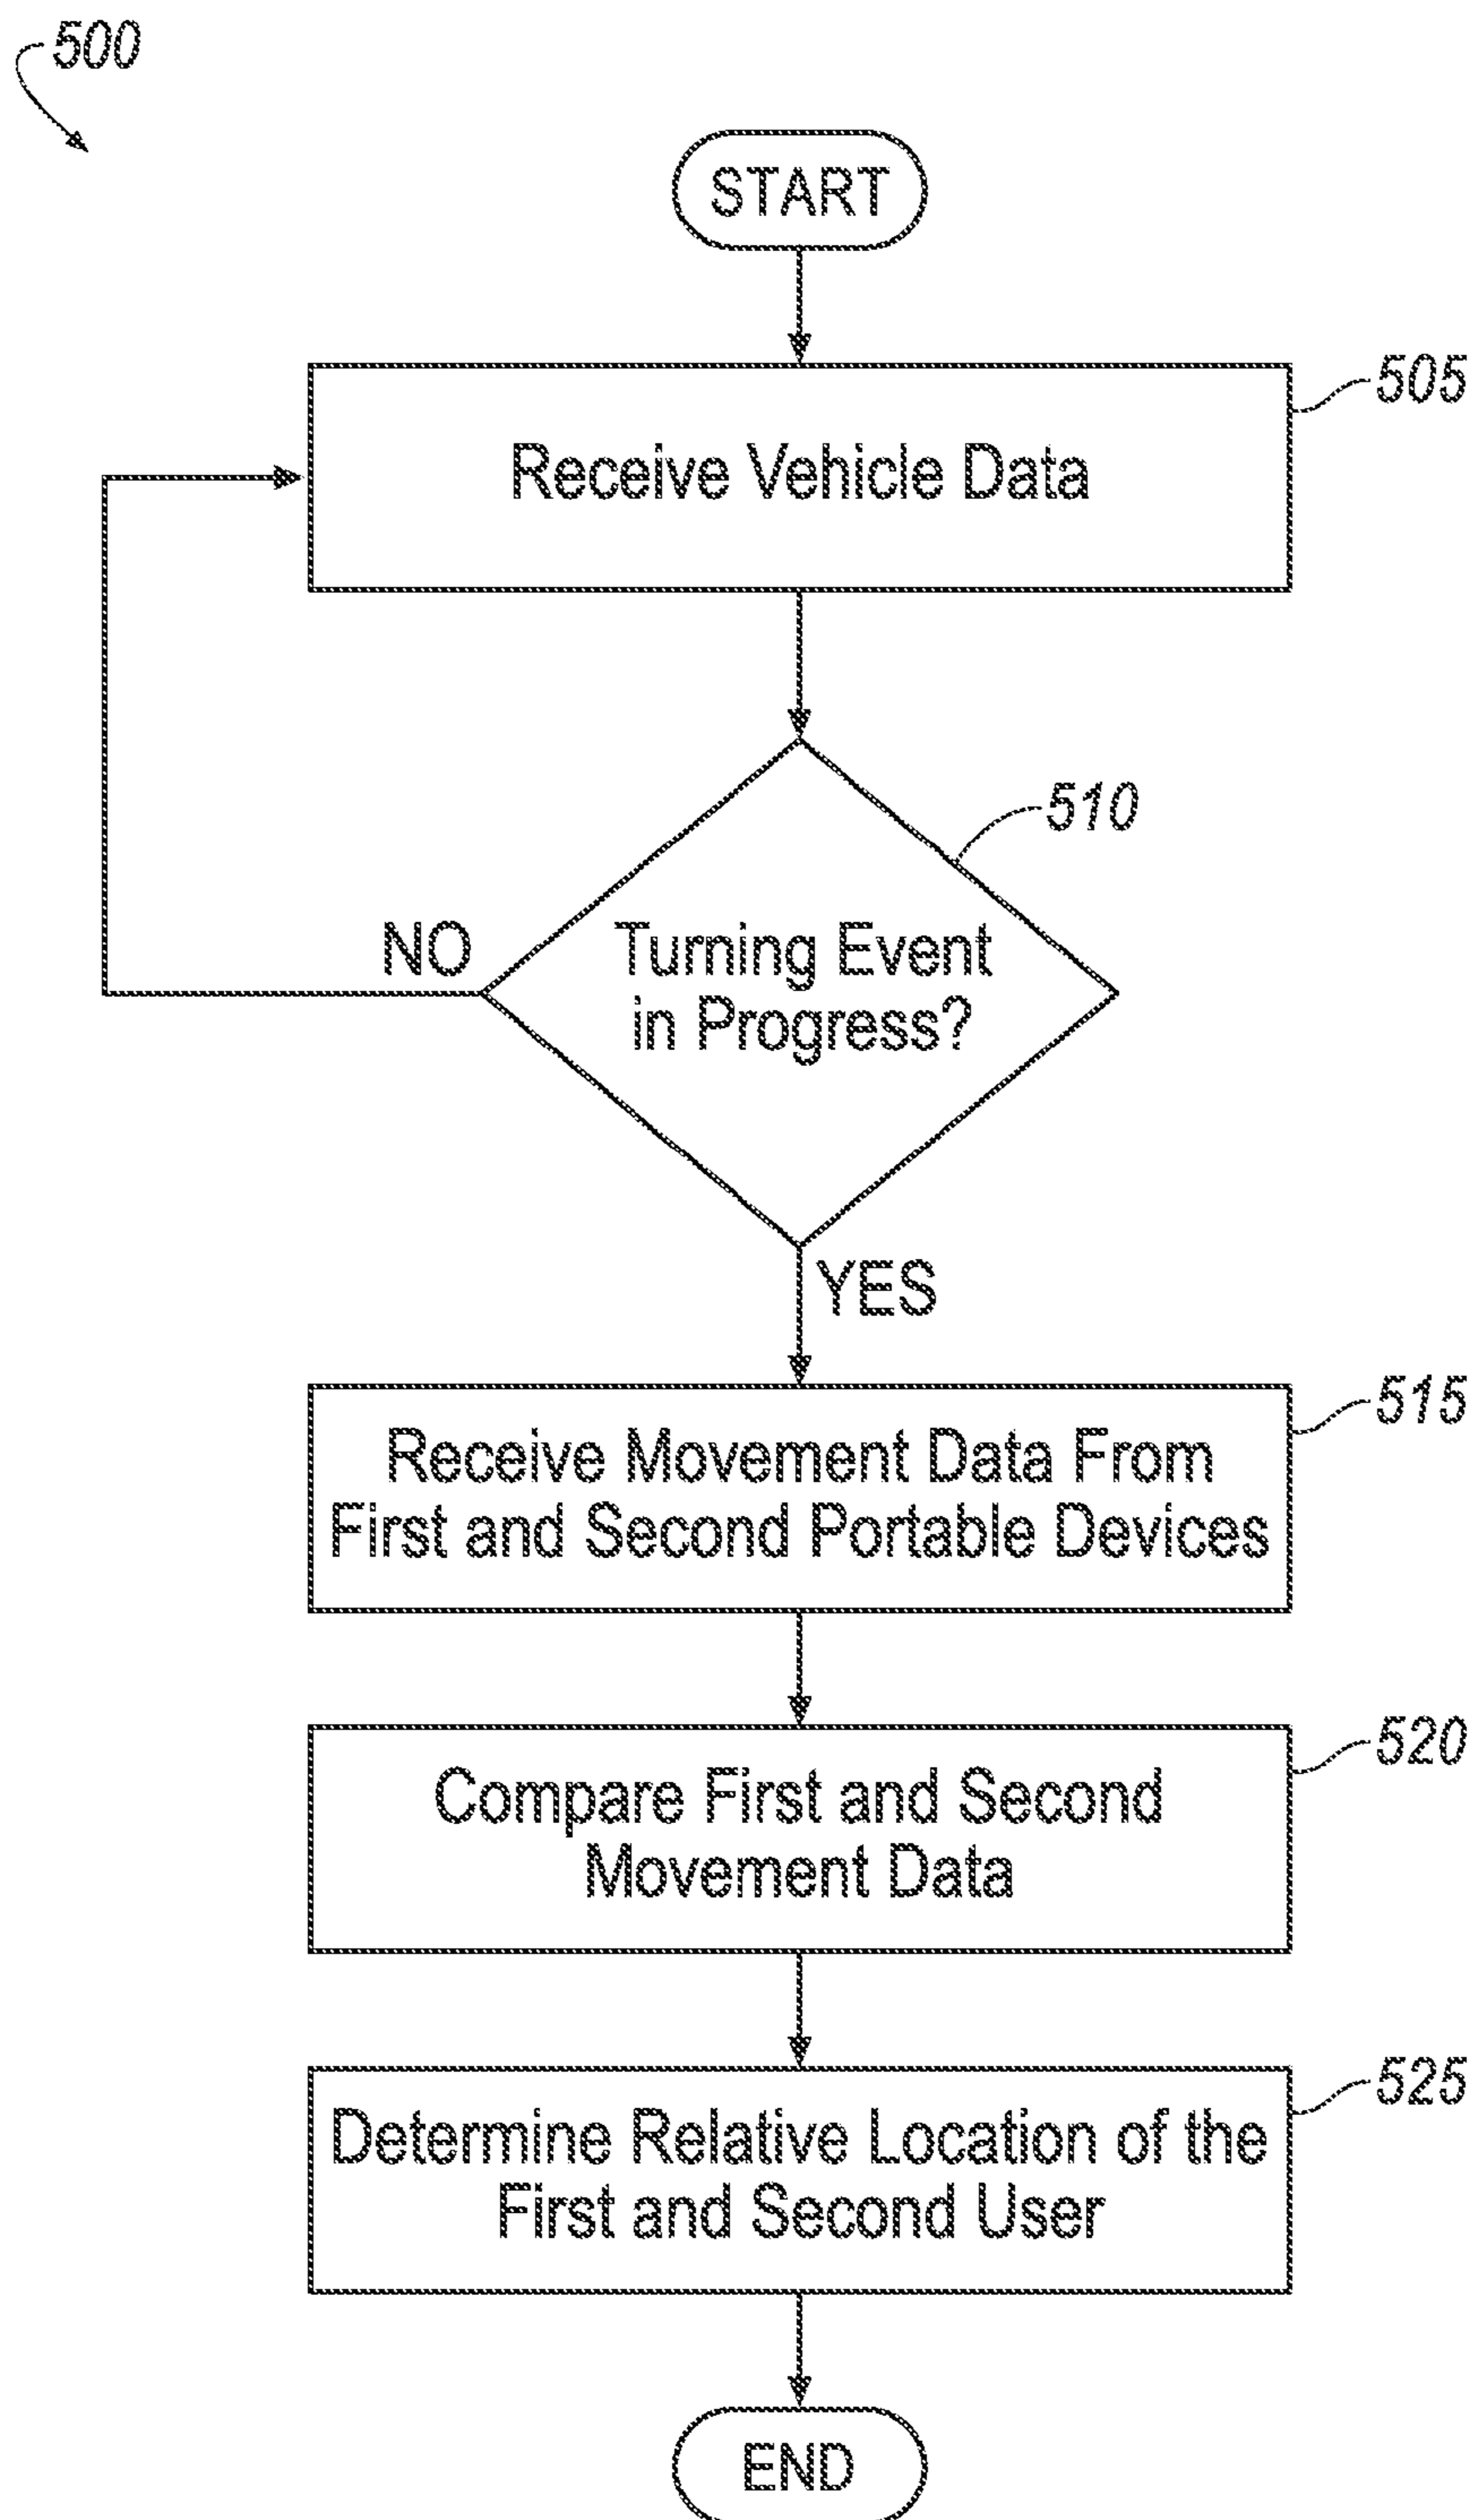 500
START
505
Receive Vehicle Data
510
NO
Turning Event
in Progress?
YES
515
Receive Movement Data From
First and Second Portable Devices
520
Compare First and Second
Movement Data
525
Determine Relative Location of the
First and Second User
END